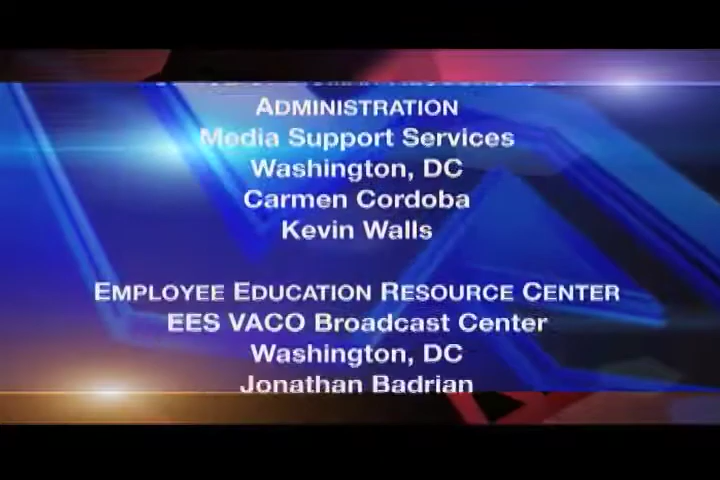 ADMINISTRATION
Media Support Services
Washington, DC
Carmen Cordoba
Kevin Walls
EMPLOYEE EDUCATION RESOURCE CENTER
EES VACO Broadcast Center
Washington, DC
Jonathan Badrian